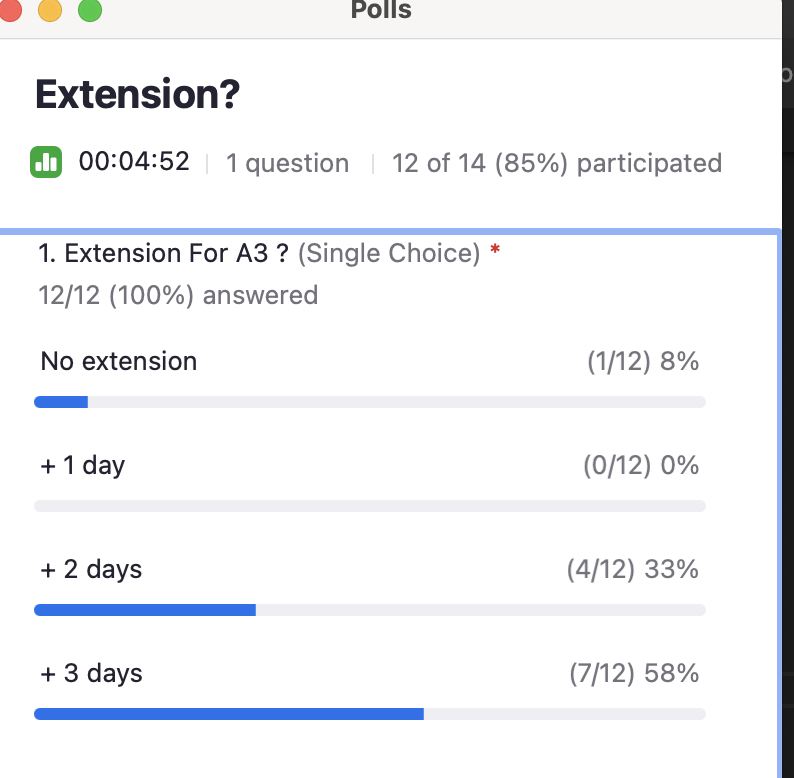 Polls
Extension?
00:04:52 | 1 question | 12 of 14 (85%) participated
1. Extension For A3 ? (Single Choice) *
12/12 (100%) answered
No extension (1/12) 8%
+ 1 day (0/12) 0%
+ 2 days (4/12) 33%
+ 3 days (7/12) 58%